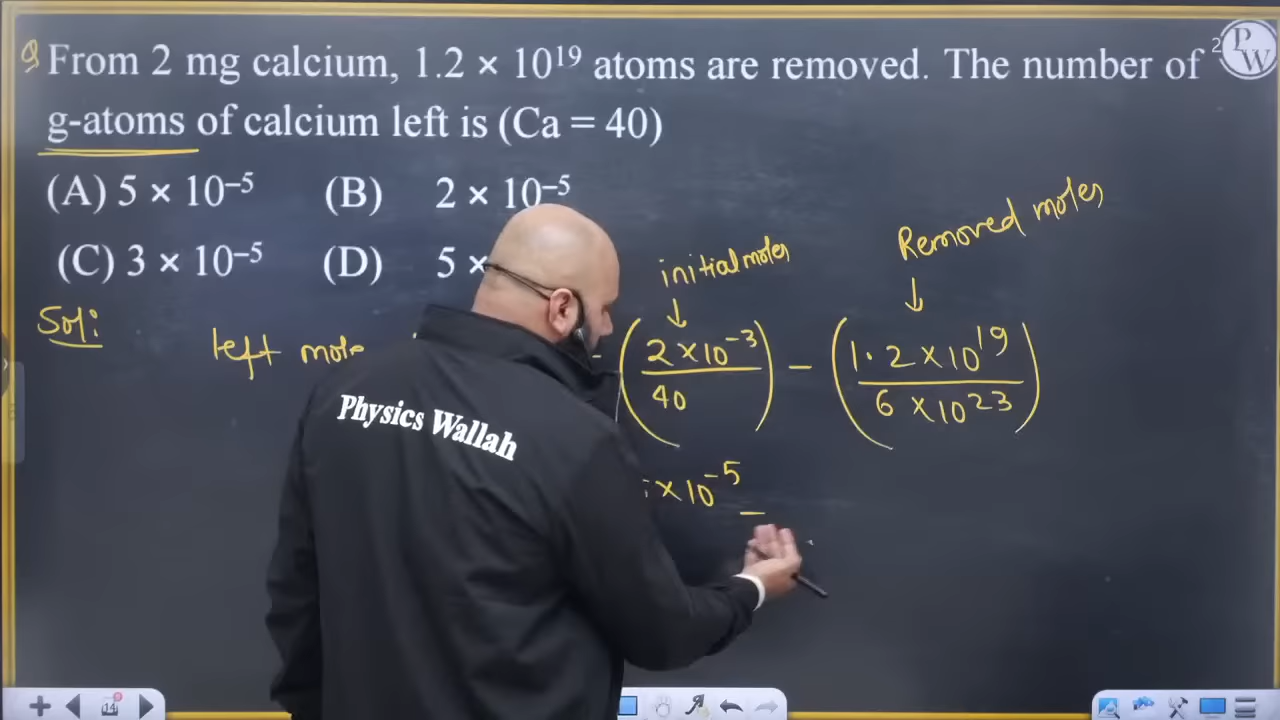 Q From 2 mg calcium, 1.2 × 10¹⁹ atoms are removed. The number of
g-atoms of calcium left is (Ca = 40)
(A) 5 × 10⁻⁵ (B) 2 × 10⁻⁵
(C) 3 × 10⁻⁵ (D) 5 ×
Removed moles
initial moles
Sol:
left mole (2×10⁻³/40) − (1.2×10¹⁹/6×10²³)
×10⁻⁵ −
Physics Wallah
PW
2
14